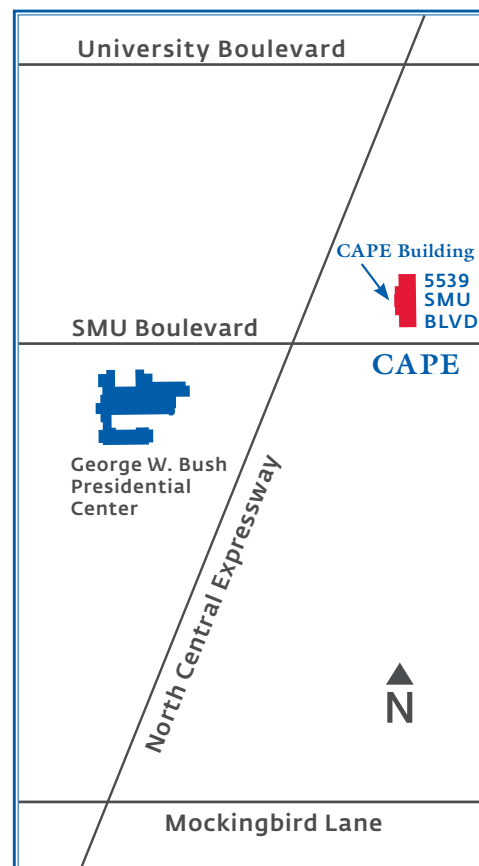 University Boulevard
CAPE Building
5539
SMU
BLVD
SMU Boulevard
CAPE
George W. Bush
Presidential
Center
North Central Expressway
N
Mockingbird Lane